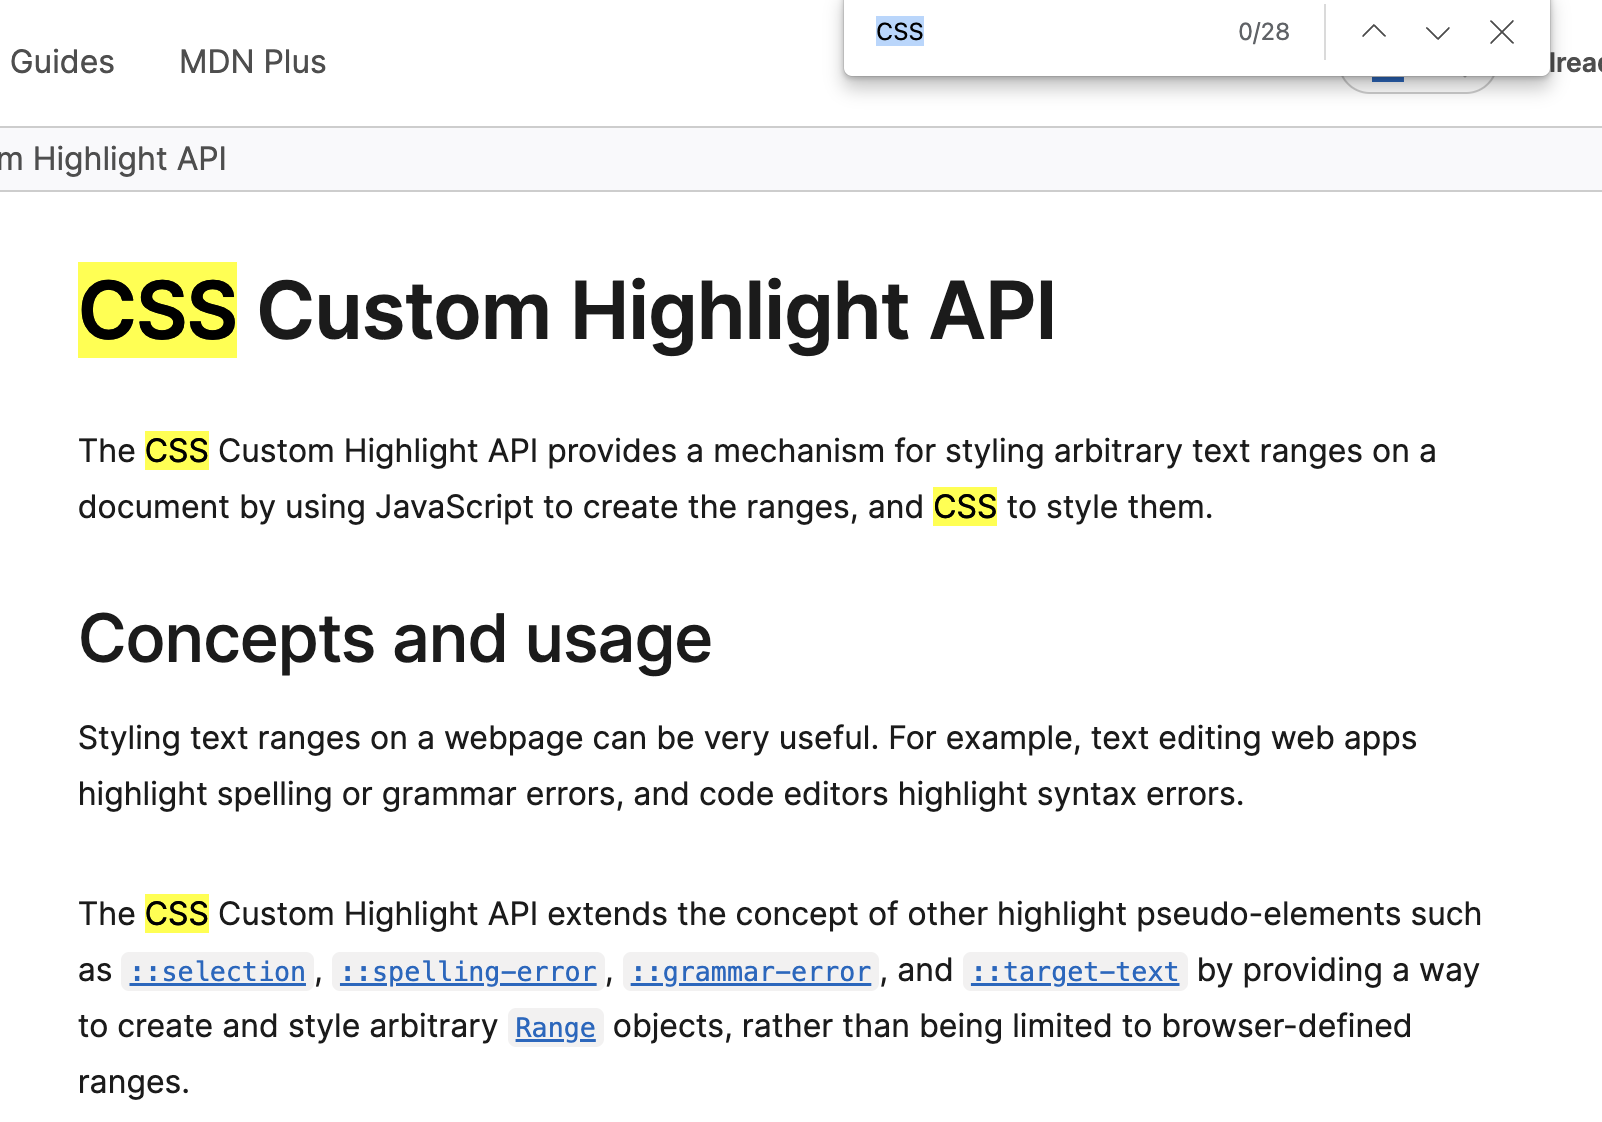 CSS 0/28
Guides MDN Plus
m Highlight API
CSS Custom Highlight API
The CSS Custom Highlight API provides a mechanism for styling arbitrary text ranges on a
document by using JavaScript to create the ranges, and CSS to style them.
Concepts and usage
Styling text ranges on a webpage can be very useful. For example, text editing web apps
highlight spelling or grammar errors, and code editors highlight syntax errors.
The CSS Custom Highlight API extends the concept of other highlight pseudo-elements such
as ::selection, ::spelling-error, ::grammar-error, and ::target-text by providing a way
to create and style arbitrary Range objects, rather than being limited to browser-defined
ranges.